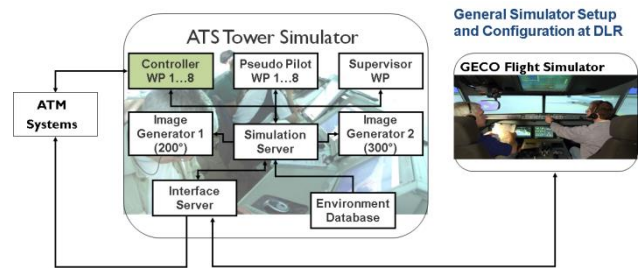 General Simulator Setup
and Configuration at DLR
ATS Tower Simulator
GECO Flight Simulator
Controller
WP 1...8
Pseudo Pilot
WP 1...8
Supervisor
WP
ATM
Systems
Image
Generator 1
(200°)
Simulation
Server
Image
Generator 2
(300°)
Interface
Server
Environment
Database